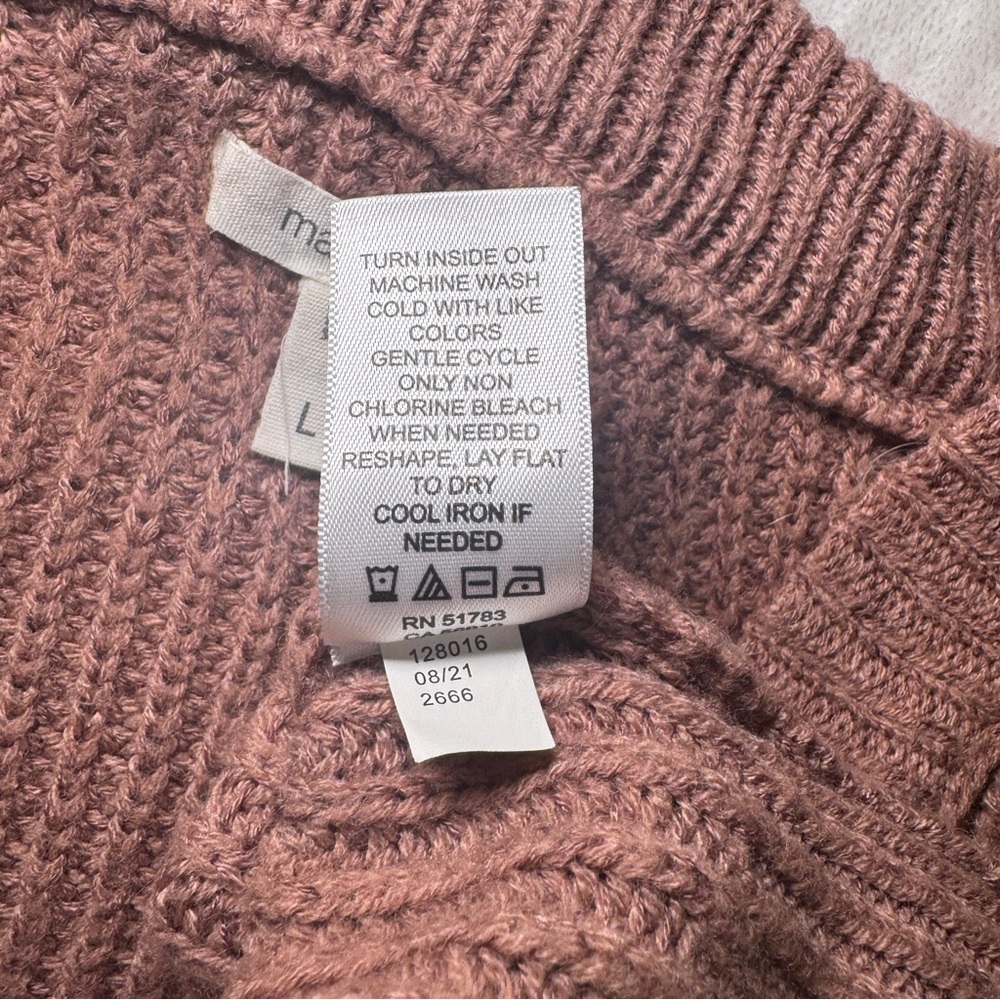 ma
L
TURN INSIDE OUT
MACHINE WASH
COLD WITH LIKE
COLORS
GENTLE CYCLE
ONLY NON
CHLORINE BLEACH
WHEN NEEDED
RESHAPE, LAY FLAT
TO DRY
COOL IRON IF
NEEDED
RN 51783
128016
08/21
2666